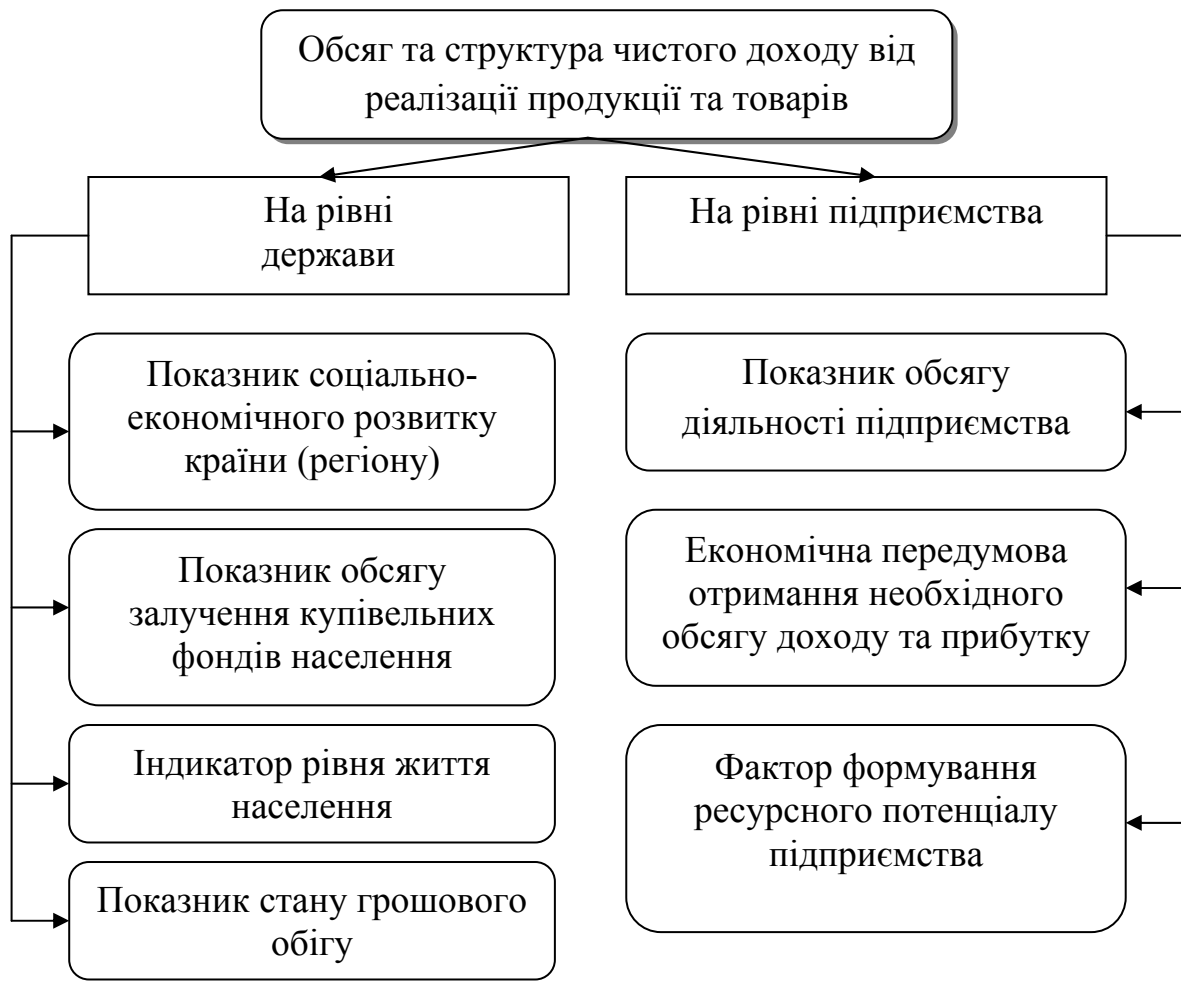 Обсяг та структура чистого доходу від
реалізації продукції та товарів
На рівні
держави
На рівні підприємства
Показник соціально-
економічного розвитку
країни (регіону)
Показник обсягу
залучення купівельних
фондів населення
Індикатор рівня життя
населення
Показник стану грошового
обігу
Показник обсягу
діяльності підприємства
Економічна передумова
отримання необхідного
обсягу доходу та прибутку
Фактор формування
ресурсного потенціалу
підприємства